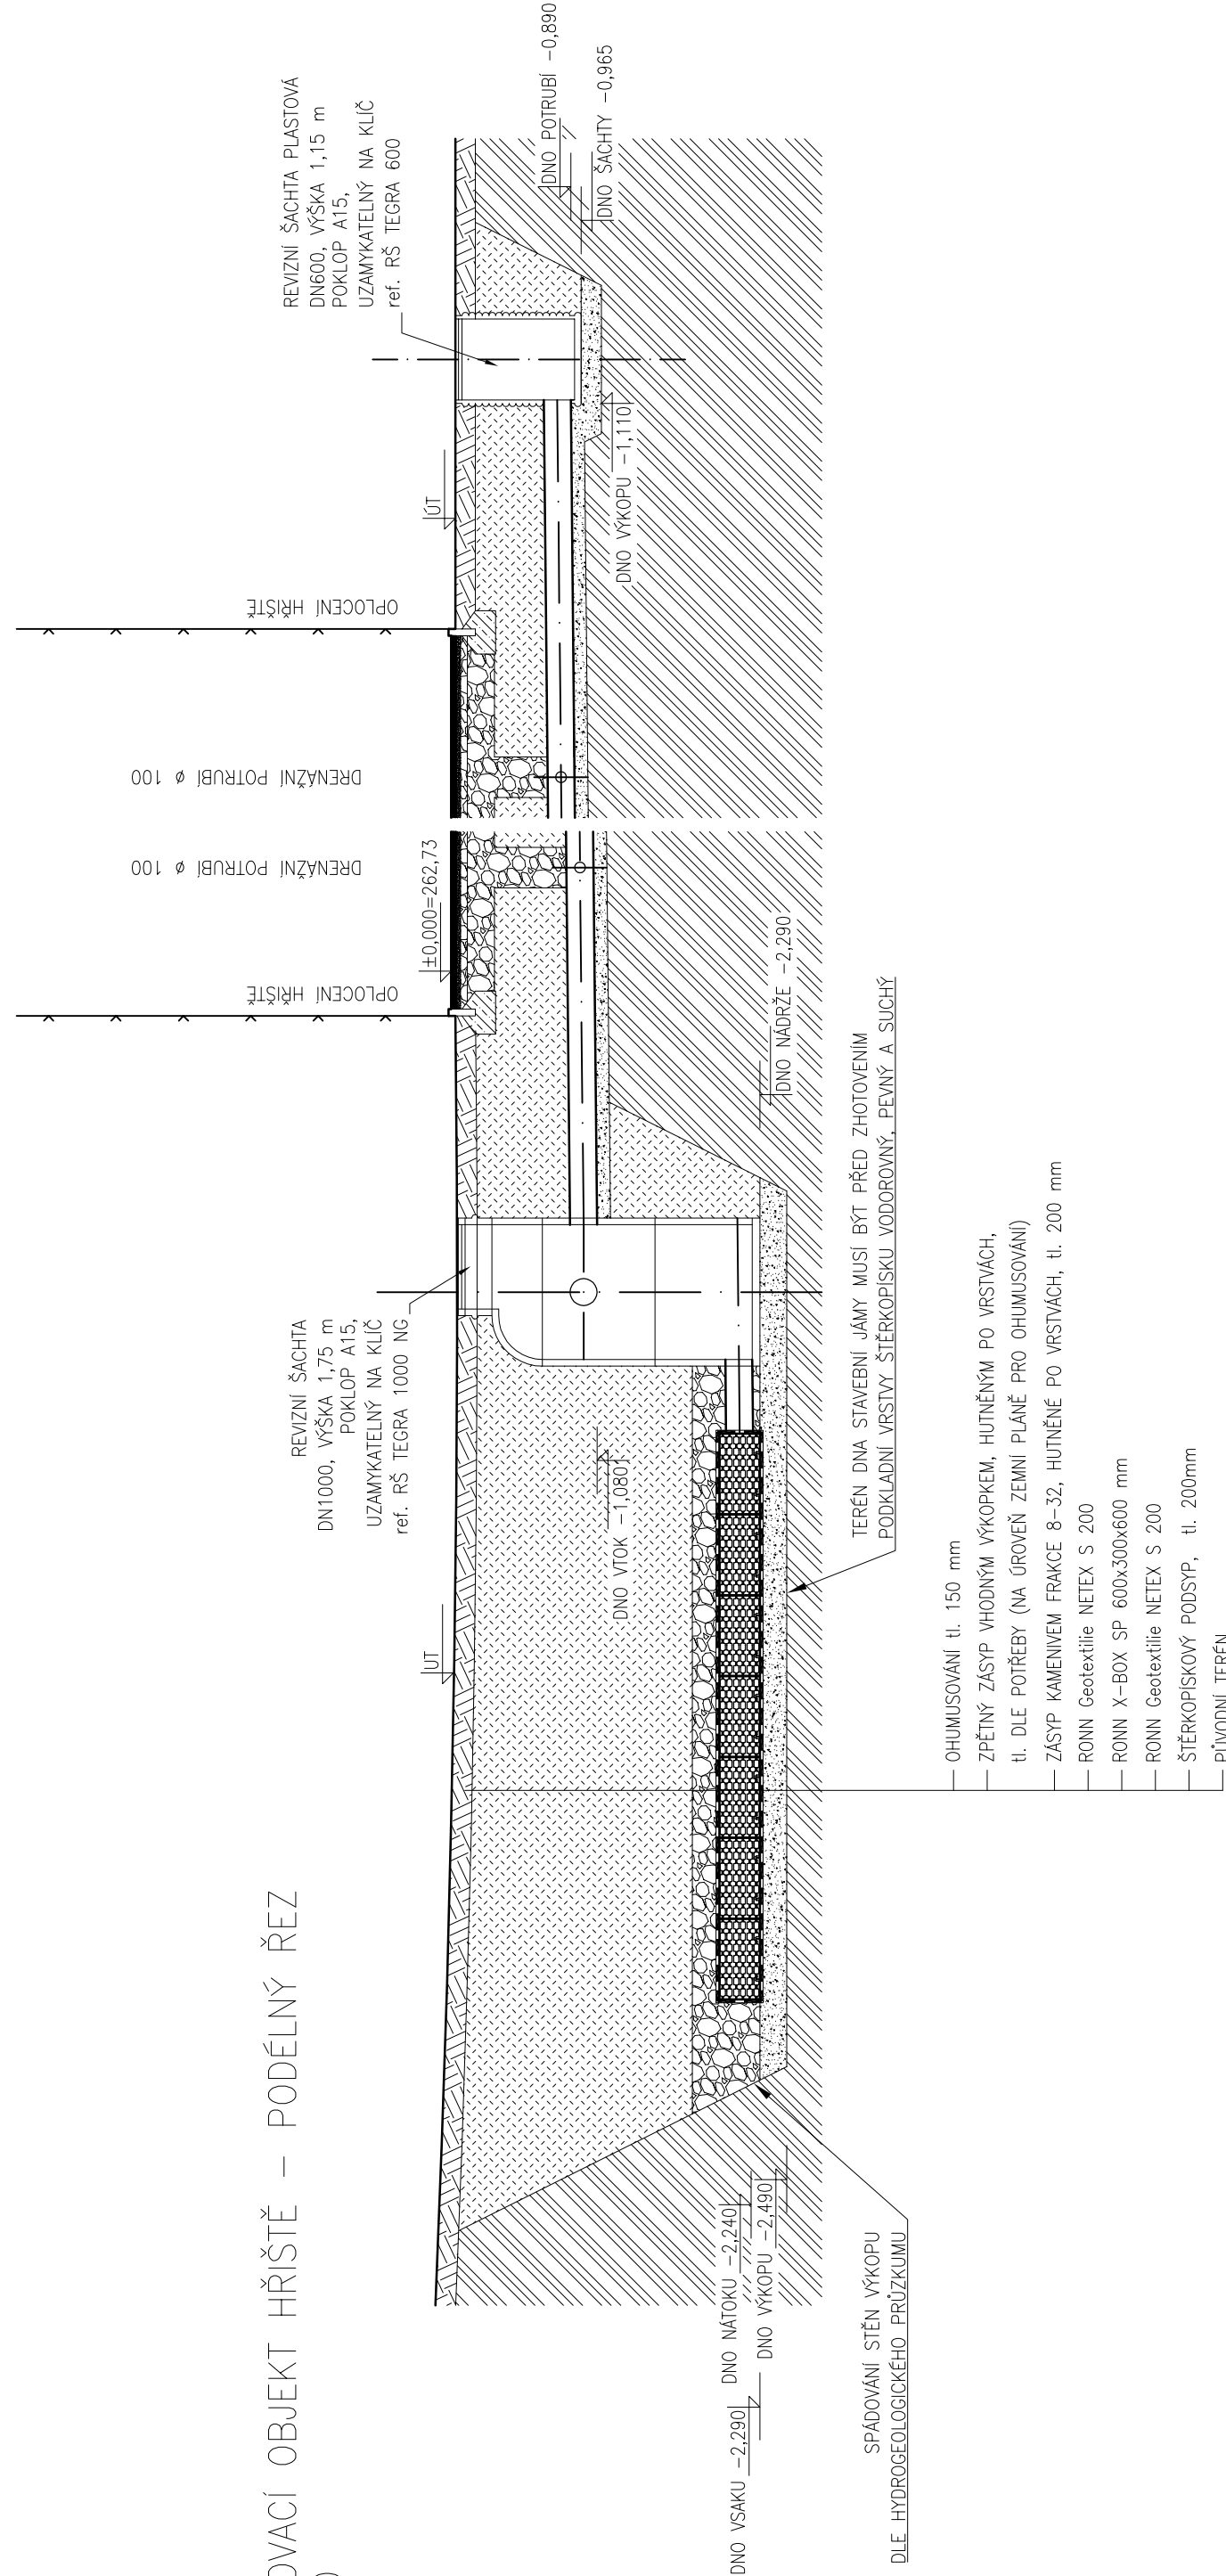 OVACÍ OBJEKT HŘIŠTĚ – PODÉLNÝ ŘEZ
)
REVIZNÍ ŠACHTA
DN1000, VÝŠKA 1,75 m
POKLOP A15,
UZAMYKATELNÝ NA KLÍČ
ref. RŠ TEGRA 1000 NG
REVIZNÍ ŠACHTA PLASTOVÁ
DN600, VÝŠKA 1,15 m
POKLOP A15,
UZAMYKATELNÝ NA KLÍČ
ref. RŠ TEGRA 600
OPLOCENÍ HŘIŠTĚ
DRENÁŽNÍ POTRUBÍ ø 100
DRENÁŽNÍ POTRUBÍ ø 100
OPLOCENÍ HŘIŠTĚ
UT
±0,000=262,73
ÚT
DNO POTRUBÍ –0,890
DNO ŠACHTY –0,965
DNO VÝKOPU –1,110
DNO VTOK –1,080
DNO NÁDRŽE –2,290
DNO NÁTOKU –2,240
DNO VSAKU –2,290
DNO VÝKOPU –2,490
SPÁDOVÁNÍ STĚN VÝKOPU
DLE HYDROGEOLOGICKÉHO PRŮZKUMU
TERÉN DNA STAVEBNÍ JÁMY MUSÍ BÝT PŘED ZHOTOVENÍM
PODKLADNÍ VRSTVY ŠTĚRKOPÍSKU VODOROVNÝ, PEVNÝ A SUCHÝ
OHUMUSOVÁNÍ tl. 150 mm
ZPĚTNÝ ZÁSYP VHODNÝM VÝKOPKEM, HUTNĚNÝM PO VRSTVÁCH,
tl. DLE POTŘEBY (NA ÚROVEŇ ZEMNÍ PLÁNĚ PRO OHUMUSOVÁNÍ)
ZÁSYP KAMENIVEM FRAKCE 8–32, HUTNĚNÉ PO VRSTVÁCH, tl. 200 mm
RONN Geotextilie NETEX S 200
RONN X–BOX SP 600x300x600 mm
RONN Geotextilie NETEX S 200
ŠTĚRKOPÍSKOVÝ PODSYP, tl. 200mm
PŮVODNÍ TERÉN